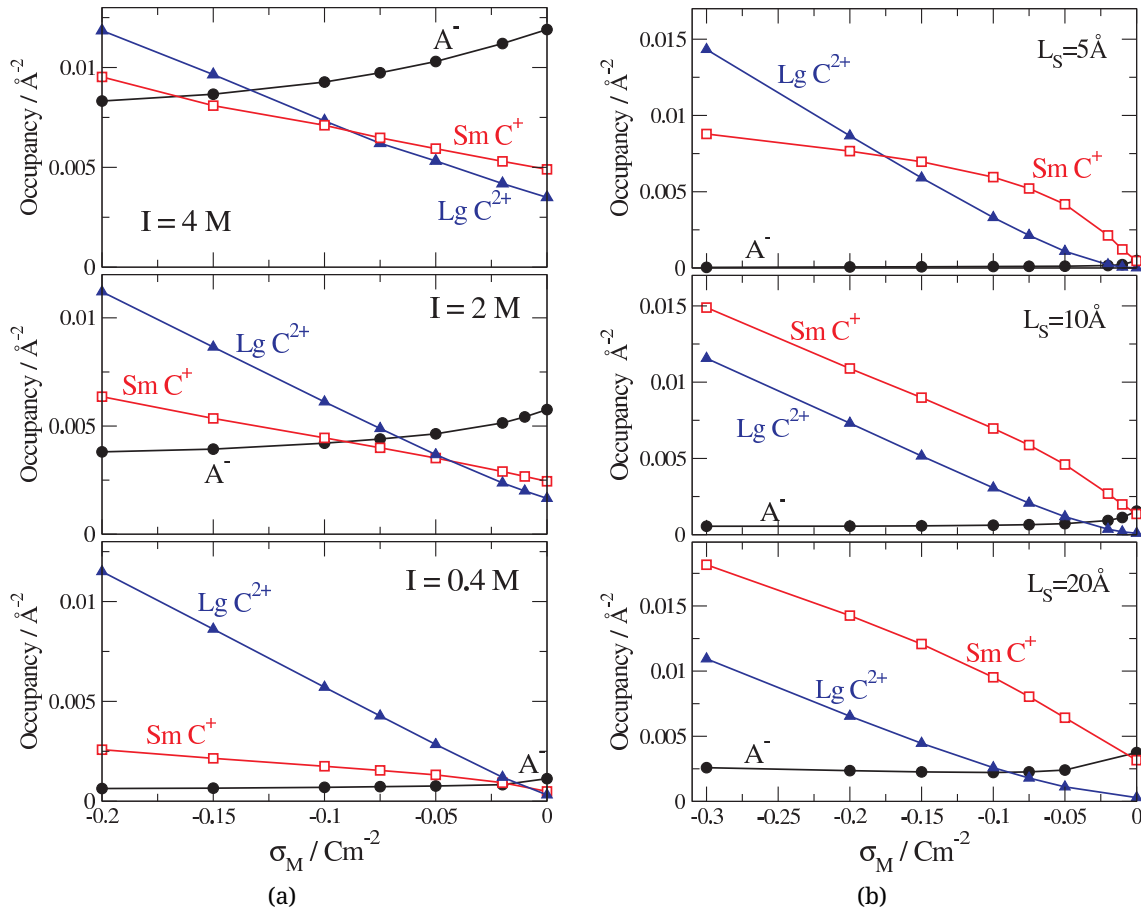 Occupancy / Å⁻²
0.01
0.005
0
A⁻
Sm C⁺
Lg C²⁺
I = 4 M
Occupancy / Å⁻²
0.01
0.005
0
I = 2 M
Lg C²⁺
Sm C⁺
A⁻
Occupancy / Å⁻²
0.01
0.005
0
I = 0.4 M
Lg C²⁺
Sm C⁺
A⁻
-0.2 -0.15 -0.1 -0.05 0
σ_M / Cm⁻²
(a)
Occupancy / Å⁻²
0.015
0.01
0.005
0
L_S=5Å
Lg C²⁺
Sm C⁺
A⁻
Occupancy Å⁻²
0.015
0.01
0.005
0
L_S=10Å
Sm C⁺
Lg C²⁺
A⁻
Occupancy / Å⁻²
0.015
0.01
0.005
0
L_S=20Å
Sm C⁺
Lg C²⁺
A⁻
-0.3 -0.25 -0.2 -0.15 -0.1 -0.05 0
σ_M / Cm⁻²
(b)